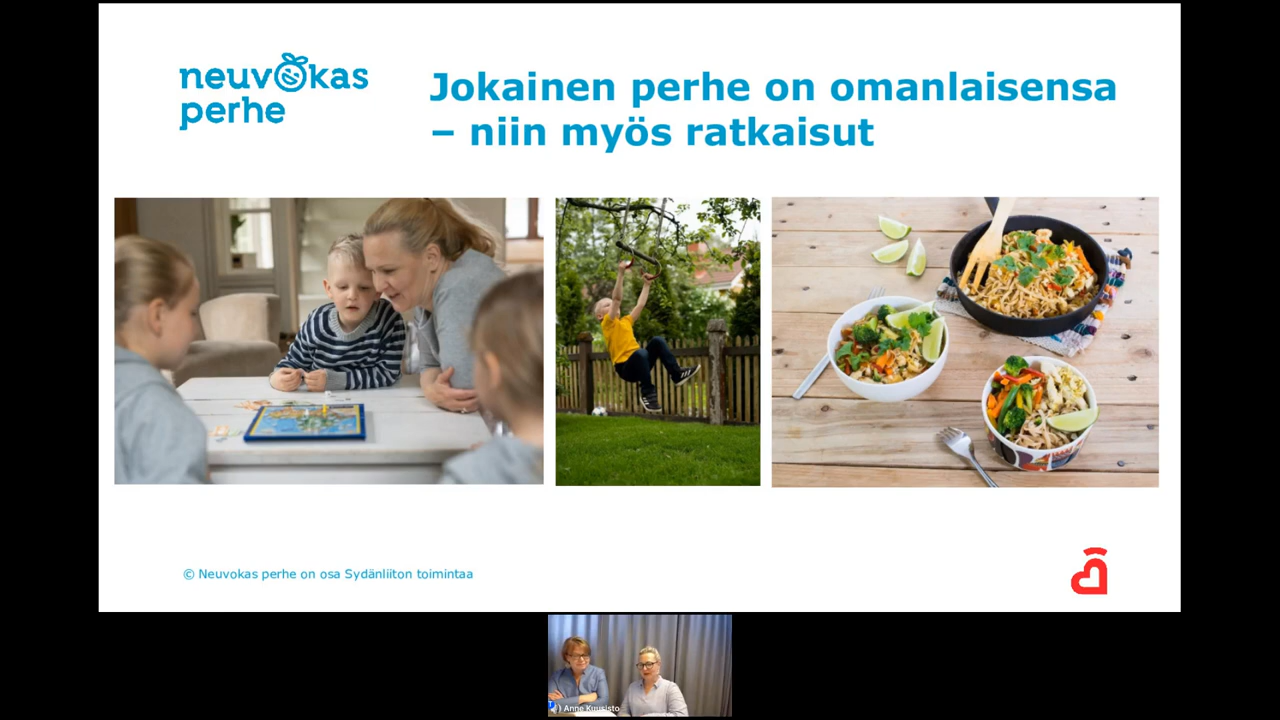 neuvokas
perhe
Jokainen perhe on omanlaisensa
– niin myös ratkaisut
© Neuvokas perhe on osa Sydänliiton toimintaa
Anne Kuusisto